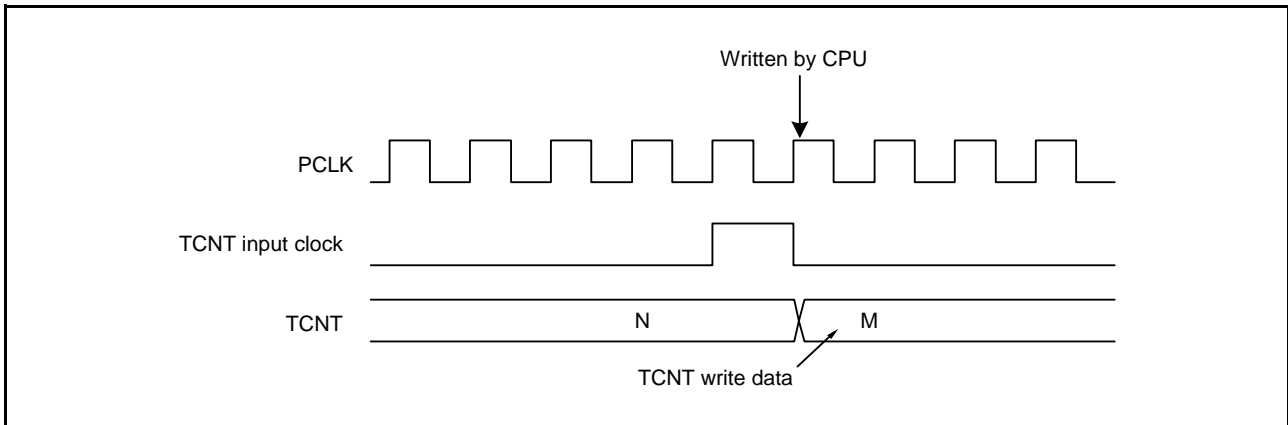 Written by CPU
PCLK
TCNT input clock
TCNT
N
M
TCNT write data